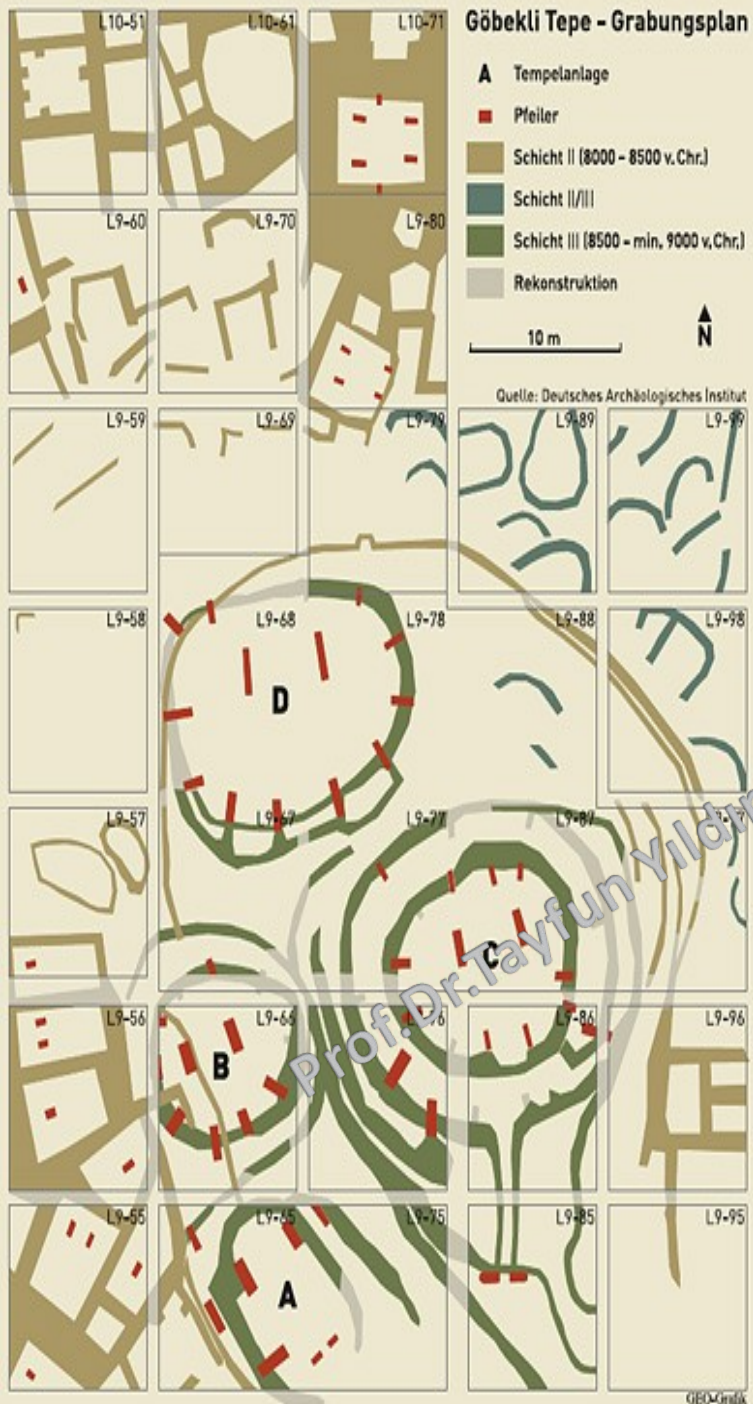 Göbekli Tepe – Grabungsplan
A Tempelanlage
Pfeiler
Schicht II (8000 – 8500 v. Chr.)
Schicht II/III
Schicht III (8500 – min. 9000 v. Chr.)
Rekonstruktion
10 m
N
Quelle: Deutsches Archäologisches Institut
L10-51 L10-61 L10-71
L9-60 L9-70 L9-80
L9-59 L9-69 L9-79 L9-89 L9-99
L9-58 L9-68 L9-78 L9-88 L9-98
D
L9-57 L9-67 L9-77 L9-87
C
L9-56 L9-66 L9-86 L9-96
B
L9-55 L9-65 L9-75 L9-85 L9-95
A
Prof.Dr.Tayfun
GEO-Grafik